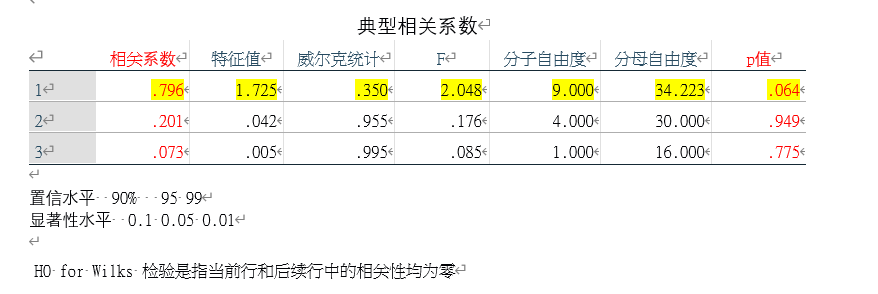 典型相关系数
相关系数 特征值 威尔克统计 F 分子自由度 分母自由度 p值
1 .796 1.725 .350 2.048 9.000 34.223 .064
2 .201 .042 .955 .176 4.000 30.000 .949
3 .073 .005 .995 .085 1.000 16.000 .775
置信水平 90% 95 99
显著性水平 0.1 0.05 0.01
H0 for Wilks 检验是指当前行和后续行中的相关性均为零